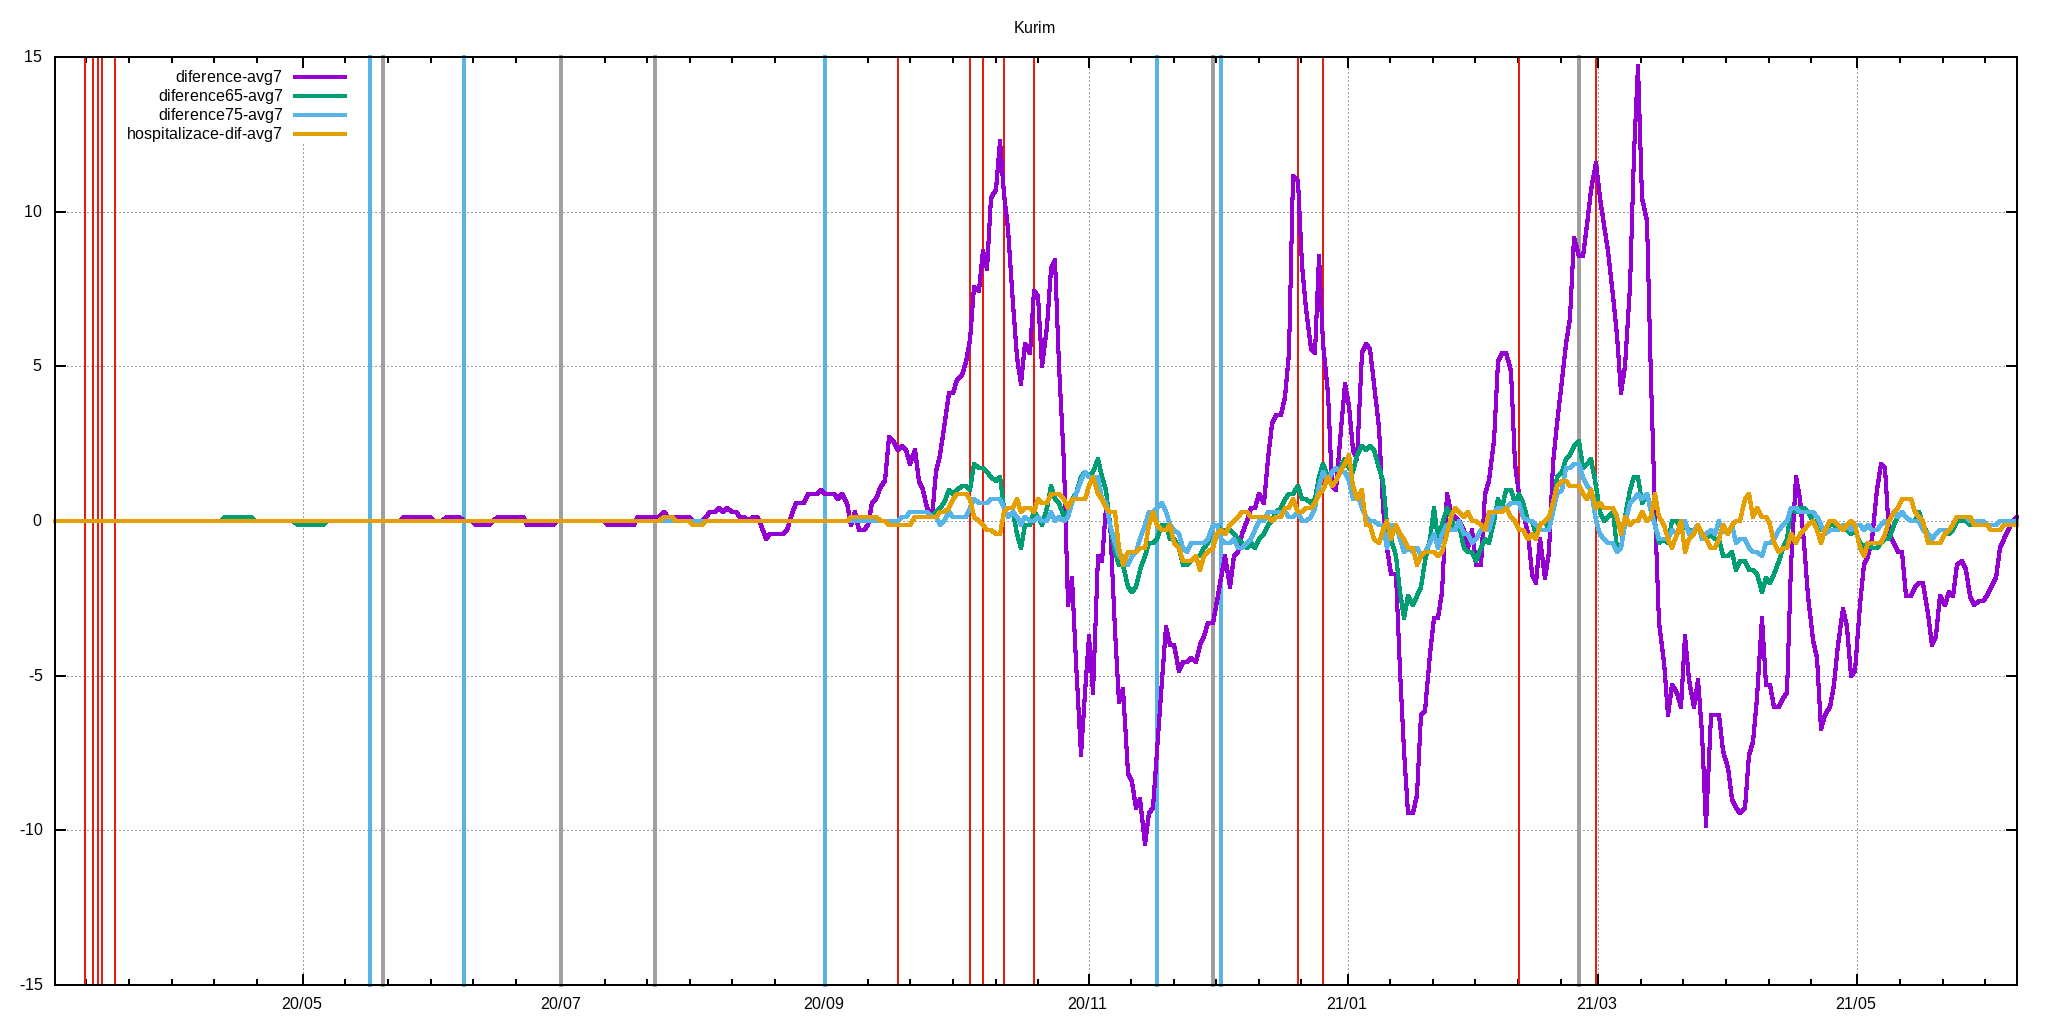 Kurim
15
diference-avg7
diference65-avg7
diference75-avg7
hospitalizace-dif-avg7
10
5
0
-5
-10
-15
20/05 20/07 20/09 20/11 21/01 21/03 21/05